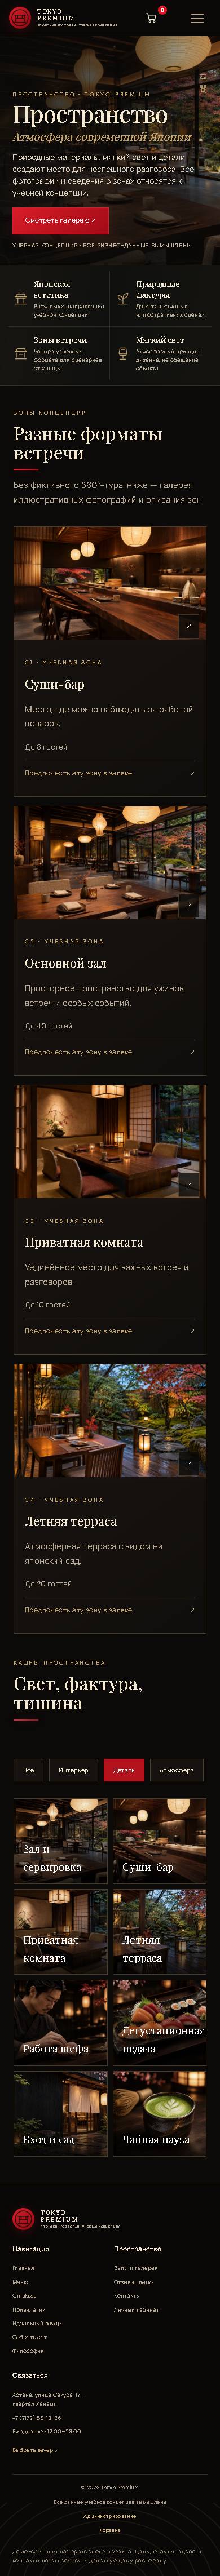 TOKYO
PREMIUM
ЯПОНСКИЙ РЕСТОРАН · УЧЕБНАЯ КОНЦЕПЦИЯ
0
ПРОСТРАНСТВО · TOKYO PREMIUM
Пространство
Атмосфера современной Японии
Природные материалы, мягкий свет и детали
создают место для неспешного разговора. Все
фотографии и сведения о зонах относятся к
учебной концепции.
Смотреть галерею ↗
УЧЕБНАЯ КОНЦЕПЦИЯ · ВСЕ БИЗНЕС-ДАННЫЕ ВЫМЫШЛЕНЫ
Японская
эстетика
Визуальное направление
учебной концепции
Природные
фактуры
Дерево и камень в
иллюстративных сценах
Зоны встречи
Четыре условных
формата для сценариев
страницы
Мягкий свет
Атмосферный принцип
дизайна, не обещание
объекта
ЗОНЫ КОНЦЕПЦИИ
Разные форматы
встречи
Без фиктивного 360°-тура: ниже — галерея
иллюстративных фотографий и описания зон.
↗
01 · УЧЕБНАЯ ЗОНА
Суши-бар
Место, где можно наблюдать за работой
поваров.
До 8 гостей
Предпочесть эту зону в заявке ↗
↗
02 · УЧЕБНАЯ ЗОНА
Основной зал
Просторное пространство для ужинов,
встреч и особых событий.
До 40 гостей
Предпочесть эту зону в заявке ↗
↗
03 · УЧЕБНАЯ ЗОНА
Приватная комната
Уединённое место для важных встреч и
разговоров.
До 10 гостей
Предпочесть эту зону в заявке ↗
↗
04 · УЧЕБНАЯ ЗОНА
Летняя терраса
Атмосферная терраса с видом на
японский сад.
До 20 гостей
Предпочесть эту зону в заявке ↗
КАДРЫ ПРОСТРАНСТВА
Свет, фактура,
тишина
Все Интерьер Детали Атмосфера
Зал и
сервировка
Суши-бар
Приватная
комната
Летняя
терраса
Работа шефа
Дегустационная
подача
Вход и сад
Чайная пауза
TOKYO
PREMIUM
ЯПОНСКИЙ РЕСТОРАН · УЧЕБНАЯ КОНЦЕПЦИЯ
Навигация
Главная
Меню
Omakase
Привилегии
Идеальный вечер
Собрать сет
Философия
Пространство
Залы и галерея
Отзывы · демо
Контакты
Личный кабинет
Связаться
Астана, улица Сакура, 17 ·
квартал Ханами
+7 (7172) 55-18-26
Ежедневно · 12:00—23:00
Выбрать вечер ↗
© 2026 Tokyo Premium
Все данные учебной концепции вымышлены
Администрирование
Корзина
Демо-сайт для лабораторного проекта. Цены, отзывы, адрес и
контакты не относятся к действующему ресторану.